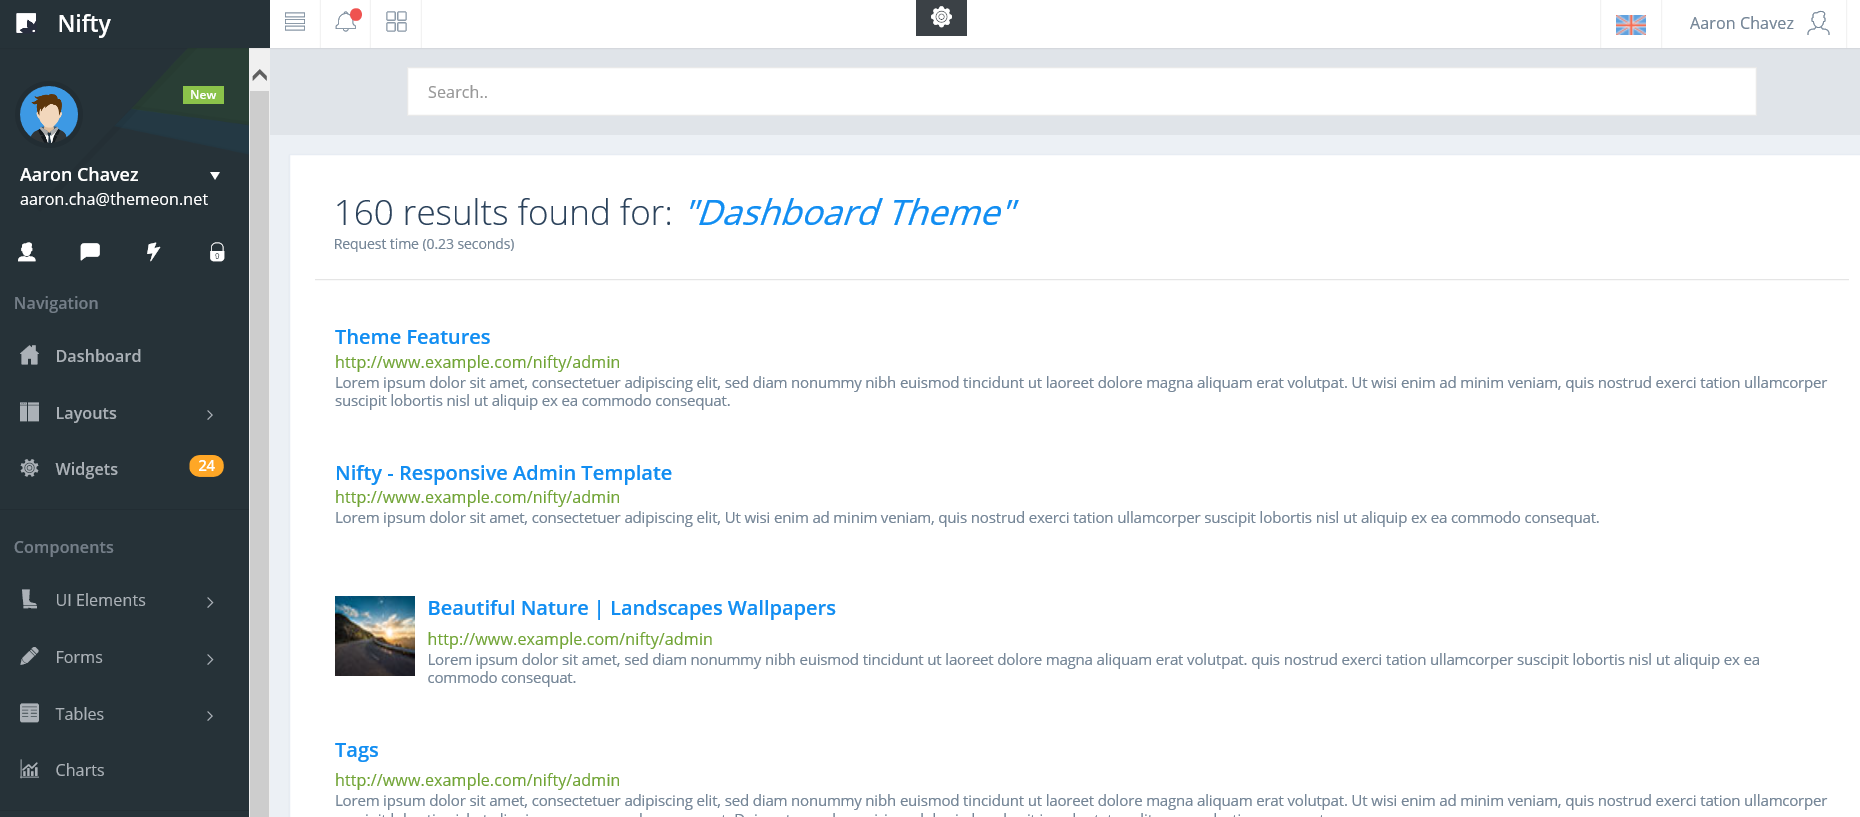 Nifty
Aaron Chavez
Search..
New
Aaron Chavez
aaron.cha@themeon.net
Navigation
Dashboard
Layouts
Widgets
24
Components
UI Elements
Forms
Tables
Charts
160 results found for: "Dashboard Theme"
Request time (0.23 seconds)
Theme Features
http://www.example.com/nifty/admin
Lorem ipsum dolor sit amet, consectetuer adipiscing elit, sed diam nonummy nibh euismod tincidunt ut laoreet dolore magna aliquam erat volutpat. Ut wisi enim ad minim veniam, quis nostrud exerci tation ullamcorper
suscipit lobortis nisl ut aliquip ex ea commodo consequat.
Nifty - Responsive Admin Template
http://www.example.com/nifty/admin
Lorem ipsum dolor sit amet, consectetuer adipiscing elit, Ut wisi enim ad minim veniam, quis nostrud exerci tation ullamcorper suscipit lobortis nisl ut aliquip ex ea commodo consequat.
Beautiful Nature | Landscapes Wallpapers
http://www.example.com/nifty/admin
Lorem ipsum dolor sit amet, sed diam nonummy nibh euismod tincidunt ut laoreet dolore magna aliquam erat volutpat. quis nostrud exerci tation ullamcorper suscipit lobortis nisl ut aliquip ex ea
commodo consequat.
Tags
http://www.example.com/nifty/admin
Lorem ipsum dolor sit amet, consectetuer adipiscing elit, sed diam nonummy nibh euismod tincidunt ut laoreet dolore magna aliquam erat volutpat. Ut wisi enim ad minim veniam, quis nostrud exerci tation ullamcorper